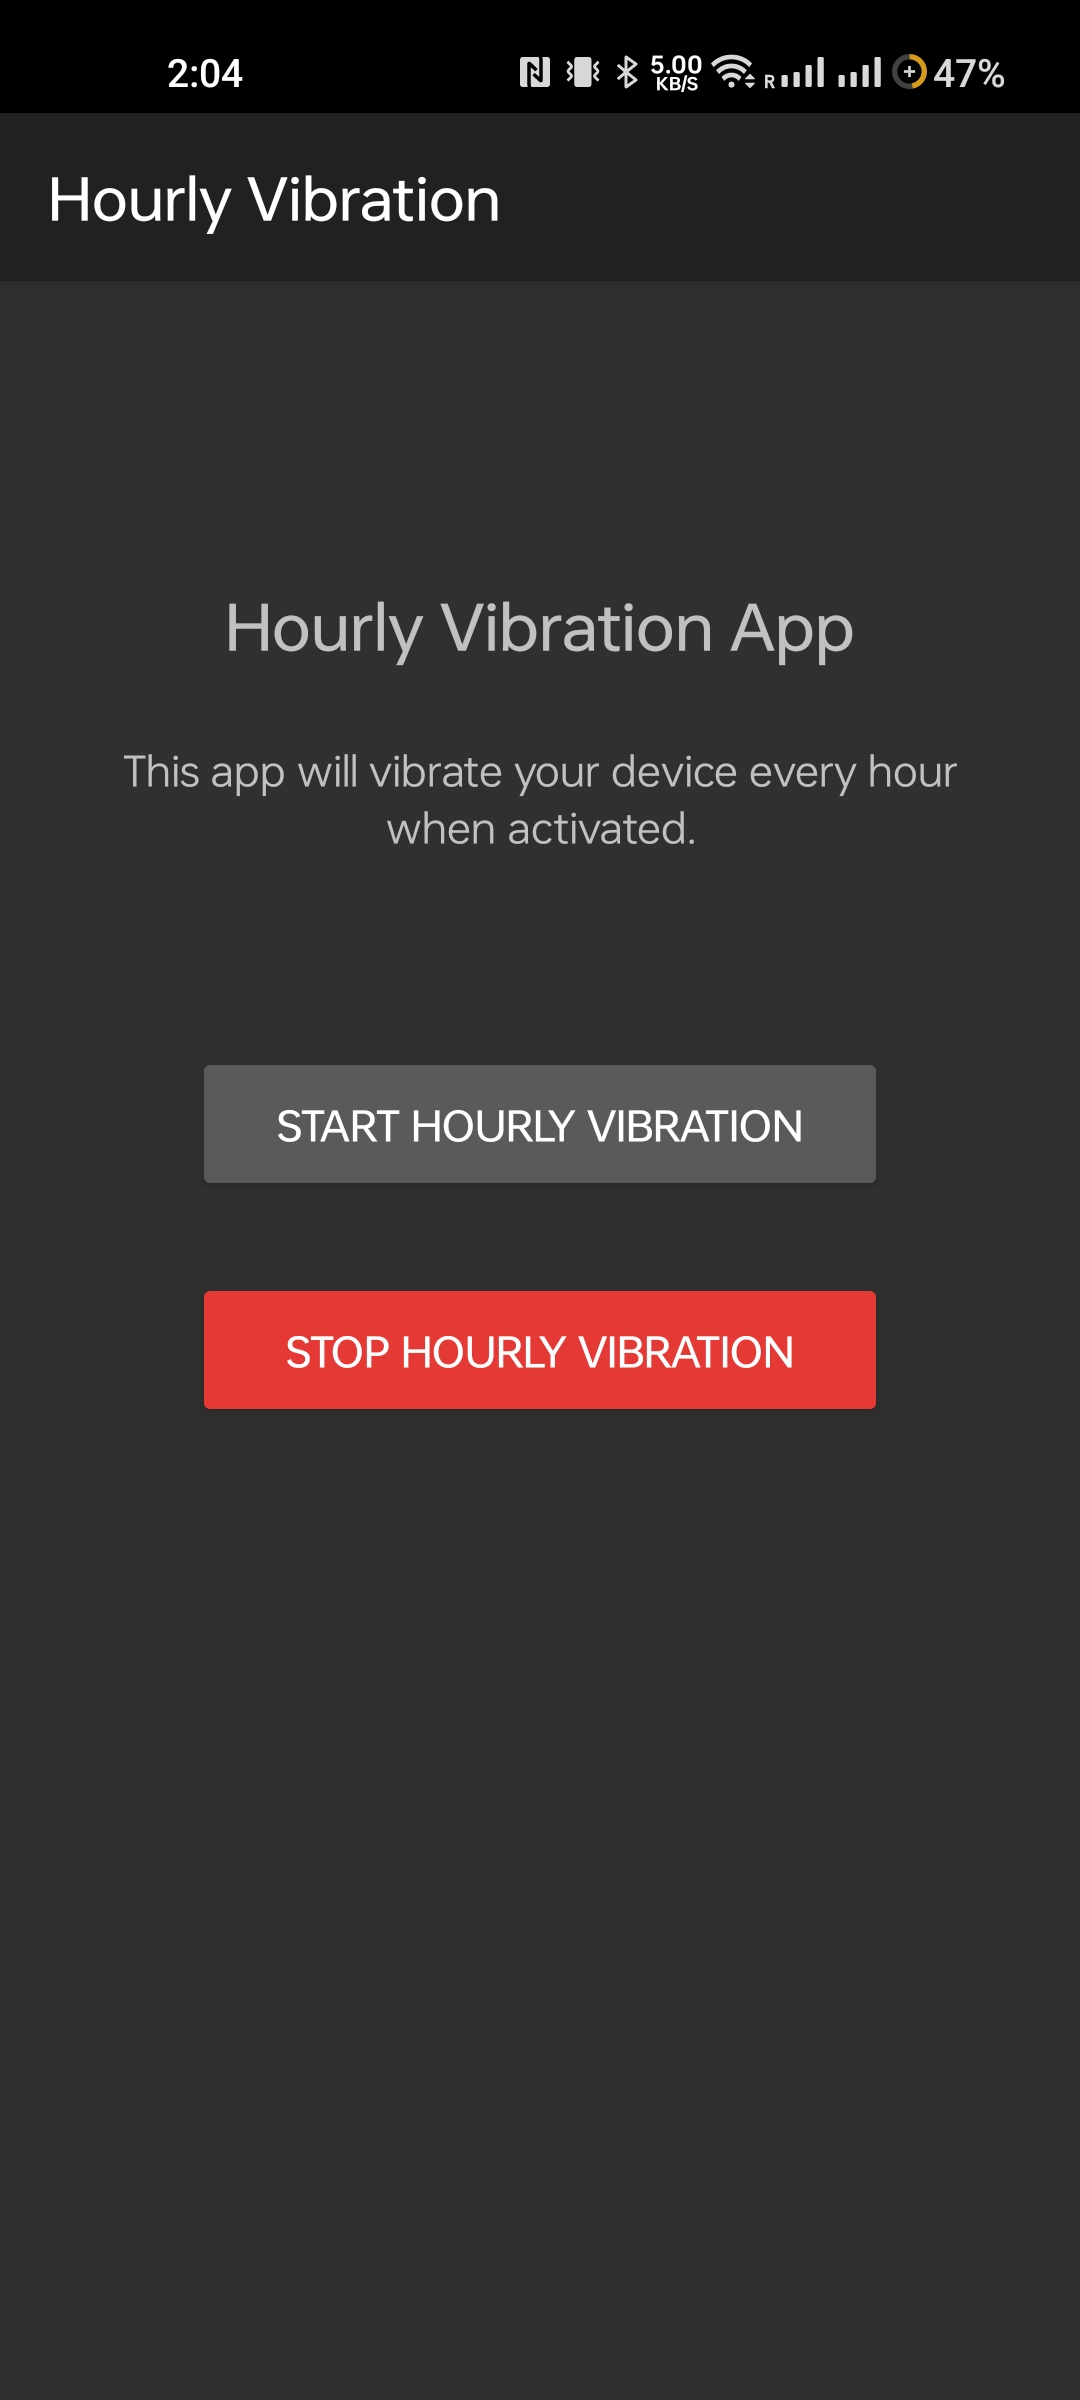 2:04
5.00
KB/S
R
47%
Hourly Vibration
Hourly Vibration App
This app will vibrate your device every hour
when activated.
START HOURLY VIBRATION
STOP HOURLY VIBRATION